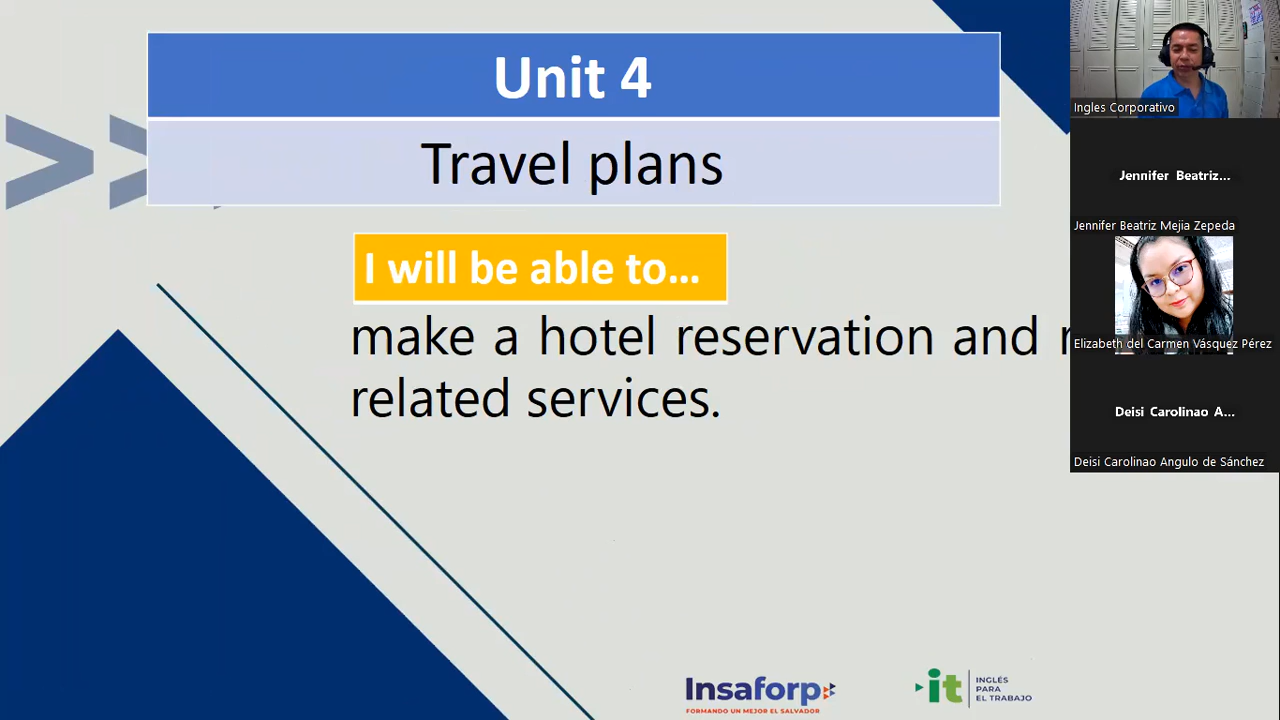 Unit 4
Travel plans
I will be able to...
make a hotel reservation and
related services.
Ingles Corporativo
Jennifer Beatriz...
Jennifer Beatriz Mejia Zepeda
Elizabeth del Carmen Vásquez Pérez
Deisi Carolinao A...
Deisi Carolinao Angulo de Sánchez
Insaforp
FORMANDO UN MEJOR EL SALVADOR
it
INGLÉS
PARA
EL TRABAJO